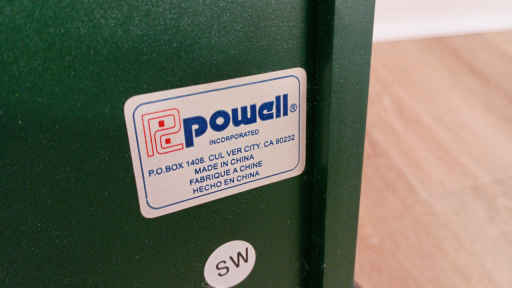 powell®
INCORPORATED
P.O.BOX 1408. CUL VER CITY. CA 90232
MADE IN CHINA
FABRIQUE A CHINE
HECHO EN CHINA
SW